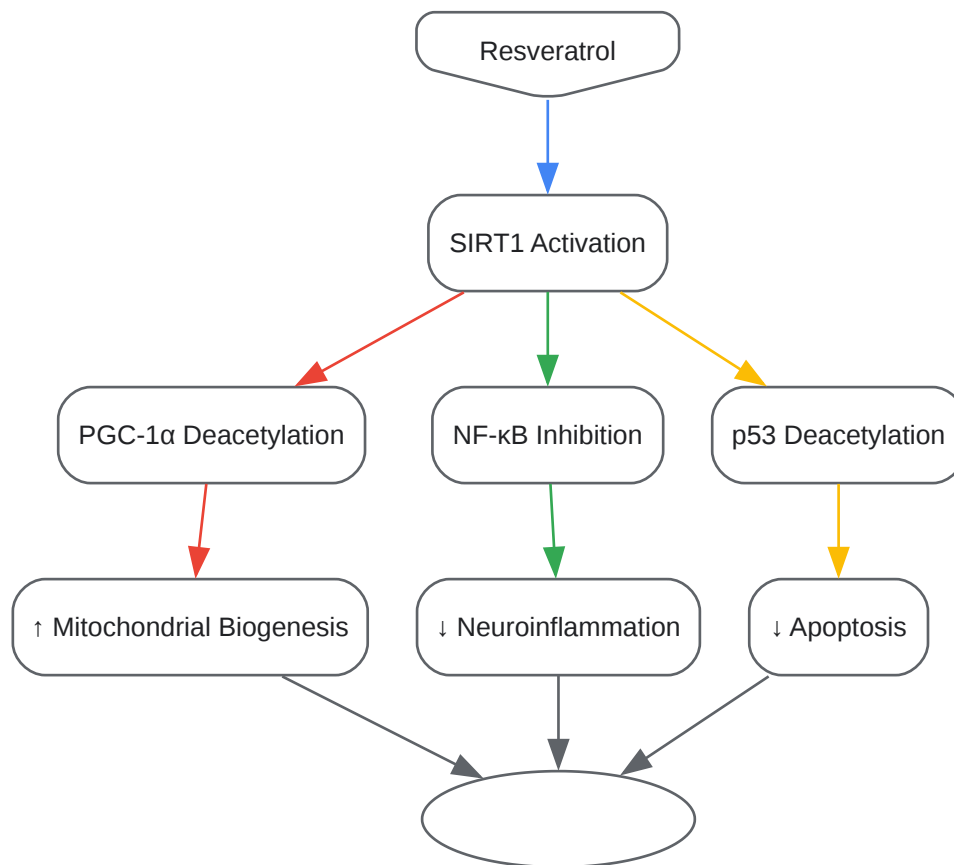 Resveratrol
SIRT1 Activation
PGC-1α Deacetylation
NF-κB Inhibition
p53 Deacetylation
↑ Mitochondrial Biogenesis
↓ Neuroinflammation
↓ Apoptosis